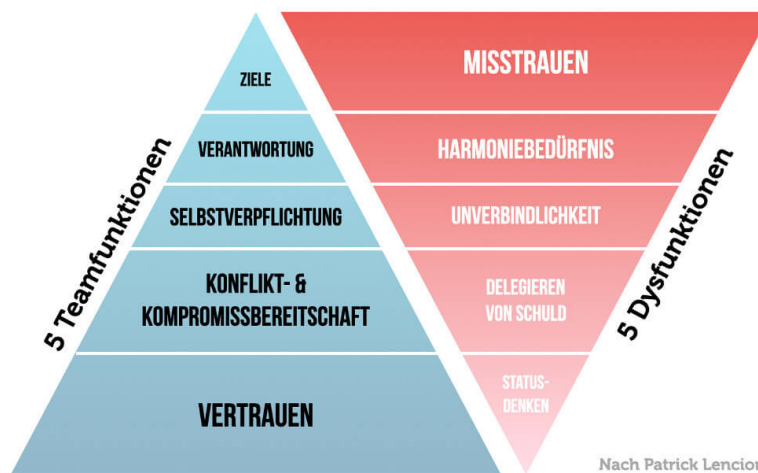 5 Teamfunktionen
ZIELE
VERANTWORTUNG
SELBSTVERPFLICHTUNG
KONFLIKT- &
KOMPROMISSBEREITSCHAFT
VERTRAUEN
MISSTRAUEN
HARMONIEBEDÜRFNIS
UNVERBINDLICHKEIT
DELEGIEREN
VON SCHULD
STATUS-
DENKEN
5 Dysfunktionen
Nach Patrick Lencion